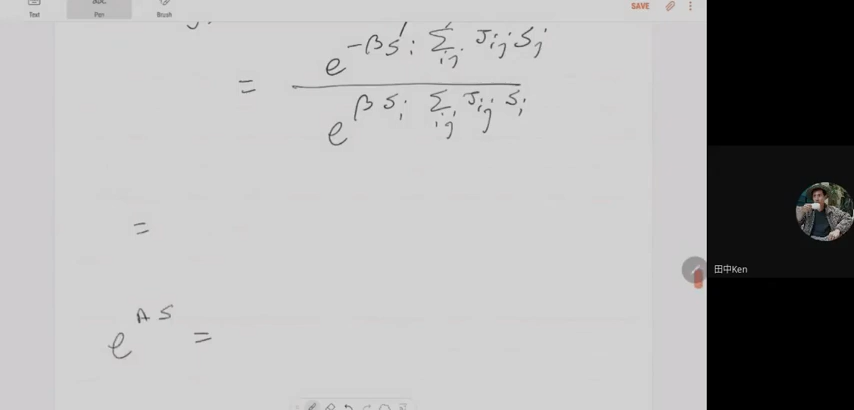 Text Pen Brush SAVE
= e^{-βS'_i Σ_{ij} J_{ij} S_j}
e^{βS_i Σ_{ij} J_{ij} S_j}
=
e^{AS} =
田中Ken